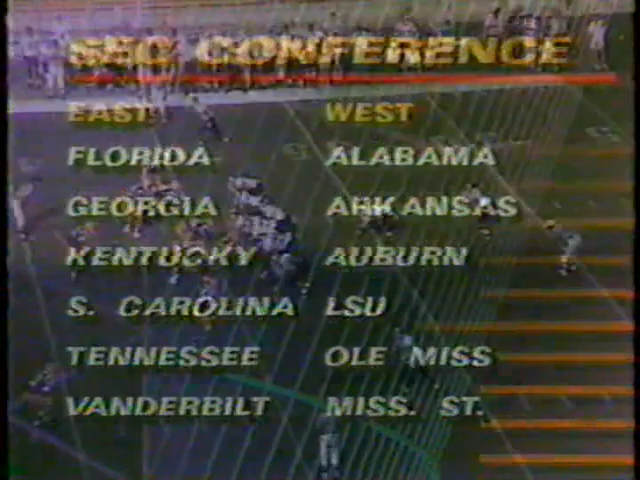 SEC CONFERENCE
EAST WEST
FLORIDA ALABAMA
GEORGIA ARKANSAS
KENTUCKY AUBURN
S. CAROLINA LSU
TENNESSEE OLE MISS
VANDERBILT MISS. ST.